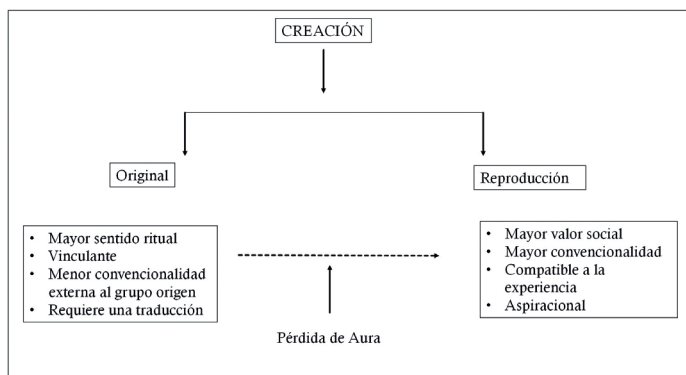 CREACIÓN
Original
Reproducción
• Mayor sentido ritual
• Vinculante
• Menor convencionalidad
externa al grupo origen
• Requiere una traducción
• Mayor valor social
• Mayor convencionalidad
• Compatible a la
experiencia
• Aspiracional
Pérdida de Aura